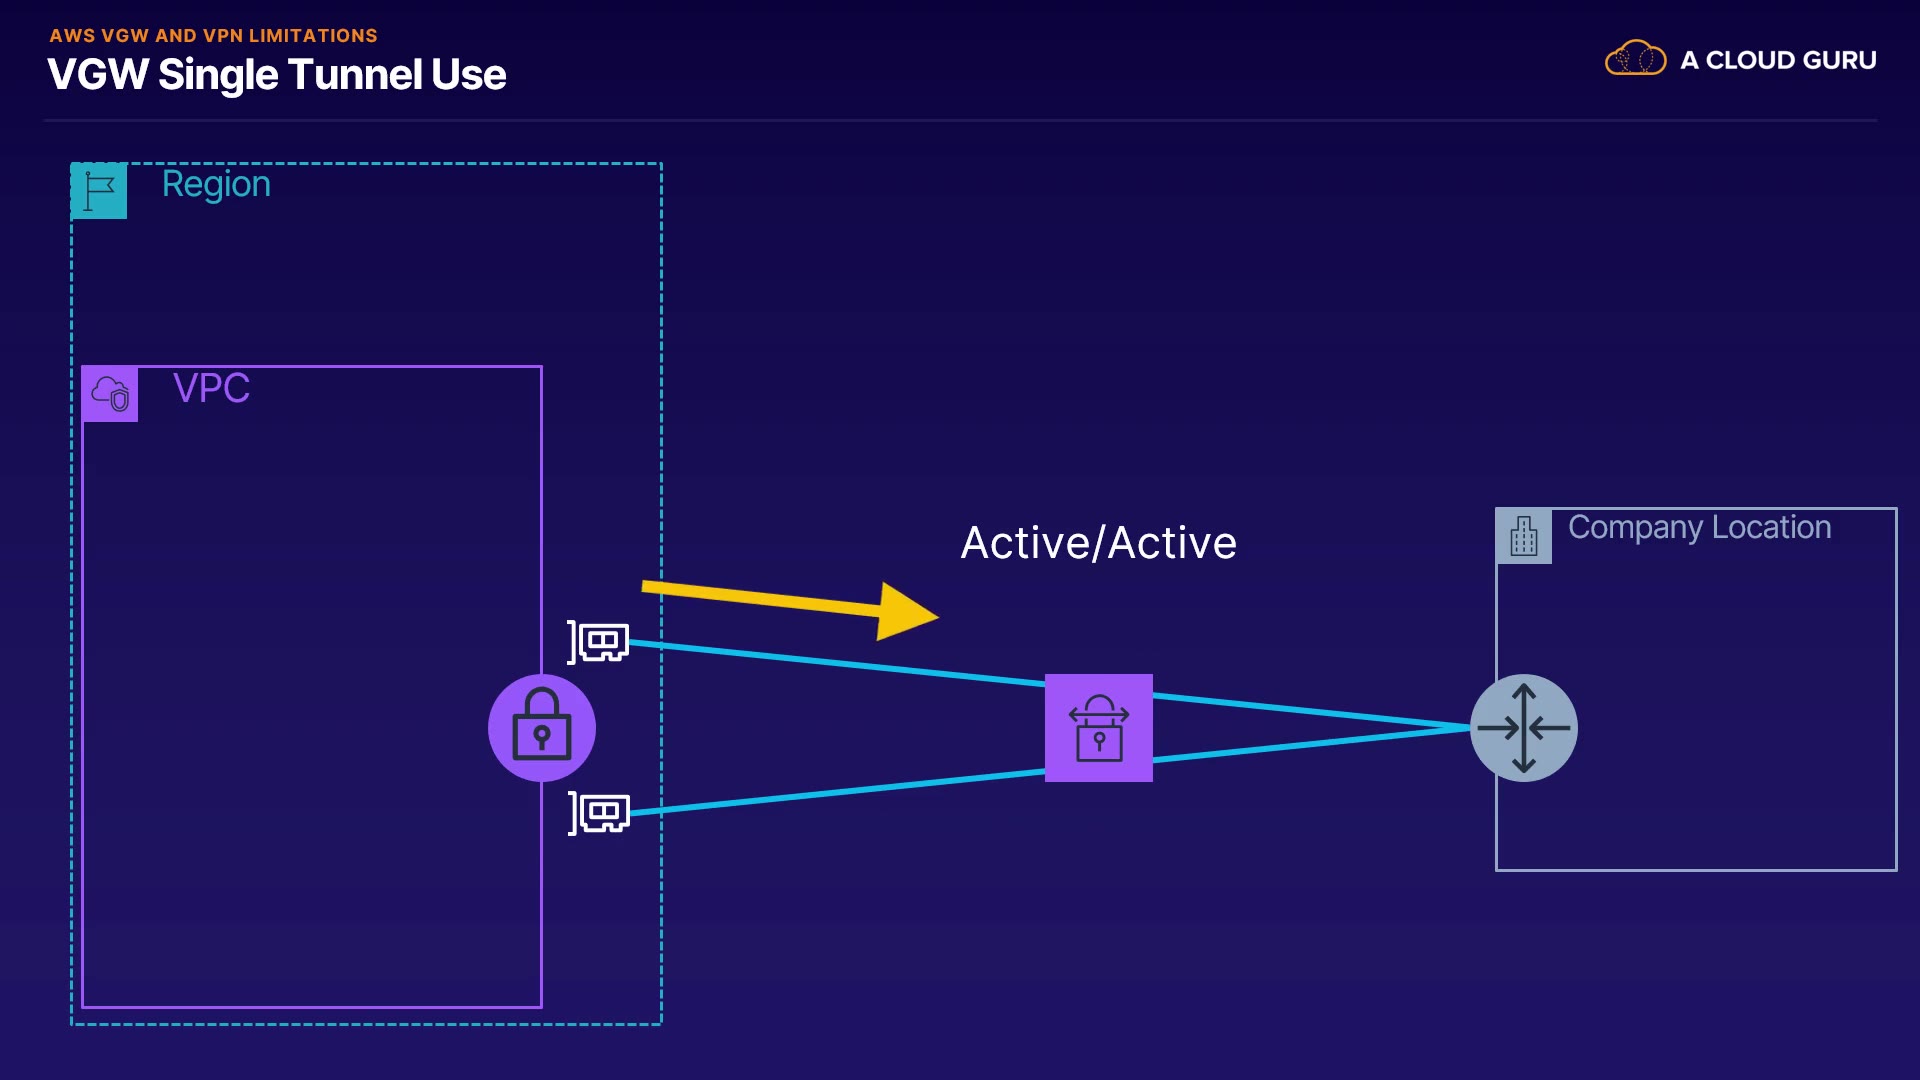 AWS VGW AND VPN LIMITATIONS
VGW Single Tunnel Use
A CLOUD GURU
Region
VPC
Active/Active
Company Location